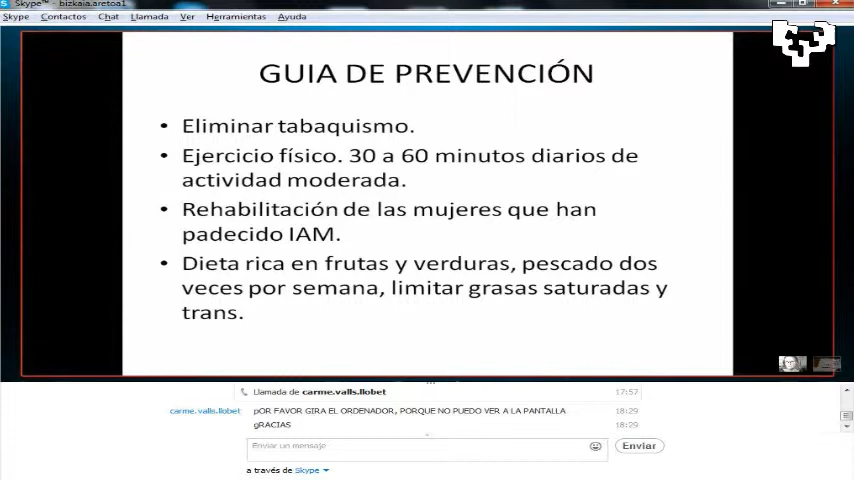 Skype™ - bizkaia.aretoa1
Skype Contactos Chat Llamada Ver Herramientas Ayuda
GUIA DE PREVENCIÓN
• Eliminar tabaquismo.
• Ejercicio físico. 30 a 60 minutos diarios de
actividad moderada.
• Rehabilitación de las mujeres que han
padecido IAM.
• Dieta rica en frutas y verduras, pescado dos
veces por semana, limitar grasas saturadas y
trans.
Llamada de carme.valls.llobet 17:57
carme.valls.llobet pOR FAVOR GIRA EL ORDENADOR, PORQUE NO PUEDO VER A LA PANTALLA 18:29
gRACIAS 18:29
Enviar un mensaje Enviar
a través de Skype